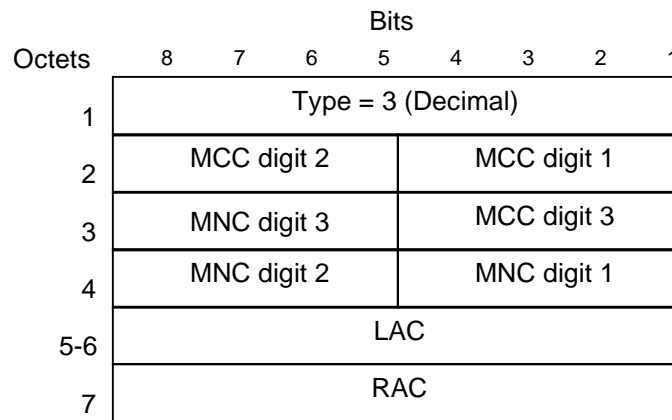 Bits
Octets 8 7 6 5 4 3 2 1
1 Type = 3 (Decimal)
2 MCC digit 2 MCC digit 1
3 MNC digit 3 MCC digit 3
4 MNC digit 2 MNC digit 1
5-6 LAC
7 RAC